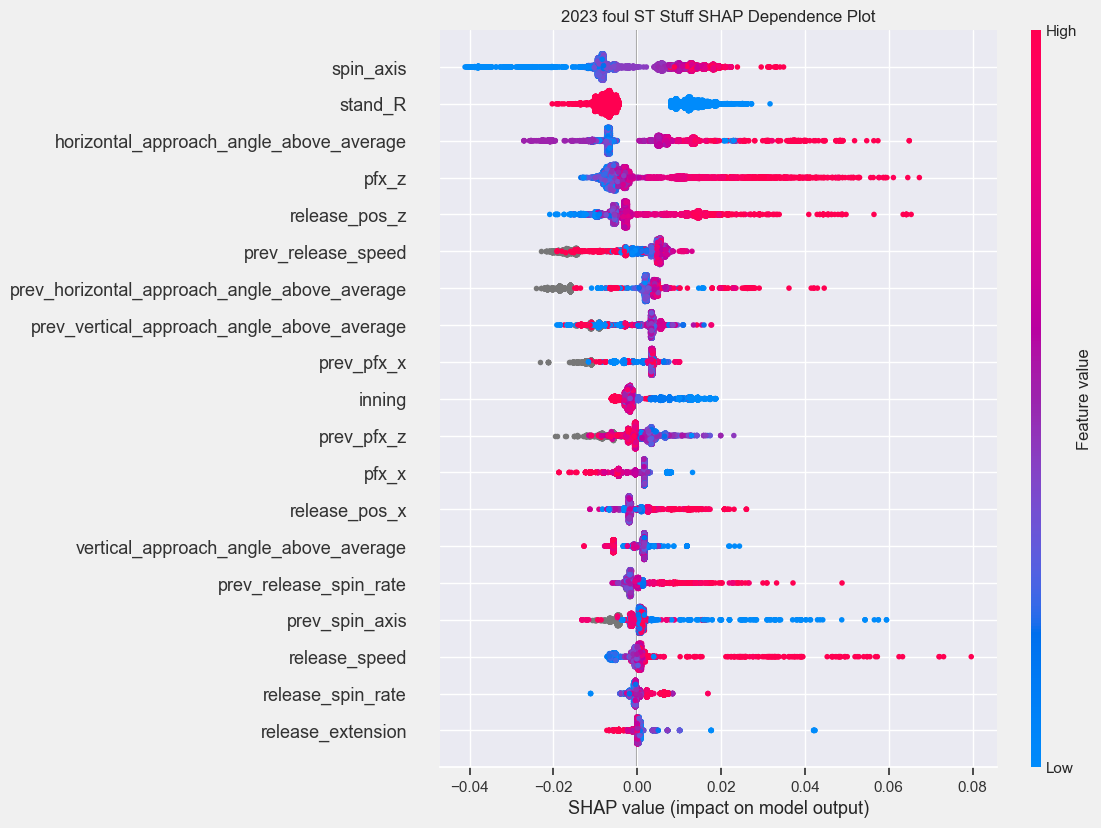 2023 foul ST Stuff SHAP Dependence Plot
High
spin_axis
stand_R
horizontal_approach_angle_above_average
pfx_z
release_pos_z
prev_release_speed
prev_horizontal_approach_angle_above_average
prev_vertical_approach_angle_above_average
prev_pfx_x
inning
prev_pfx_z
pfx_x
release_pos_x
vertical_approach_angle_above_average
prev_release_spin_rate
prev_spin_axis
release_speed
release_spin_rate
release_extension
Feature value
Low
−0.04 −0.02 0.00 0.02 0.04 0.06 0.08
SHAP value (impact on model output)